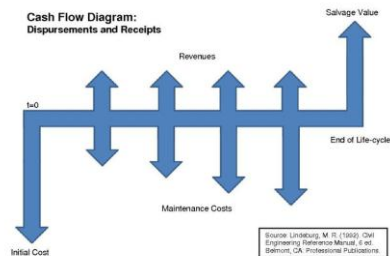 Cash Flow Diagram:
Dispursements and Receipts
Salvage Value
Revenues
t=0
End of Life-cycle
Maintenance Costs
Initial Cost
Source: Lindeburg, M. R. (1992). Civil
Engineering Reference Manual, 6 ed.
Belmont, CA: Professional Publications.